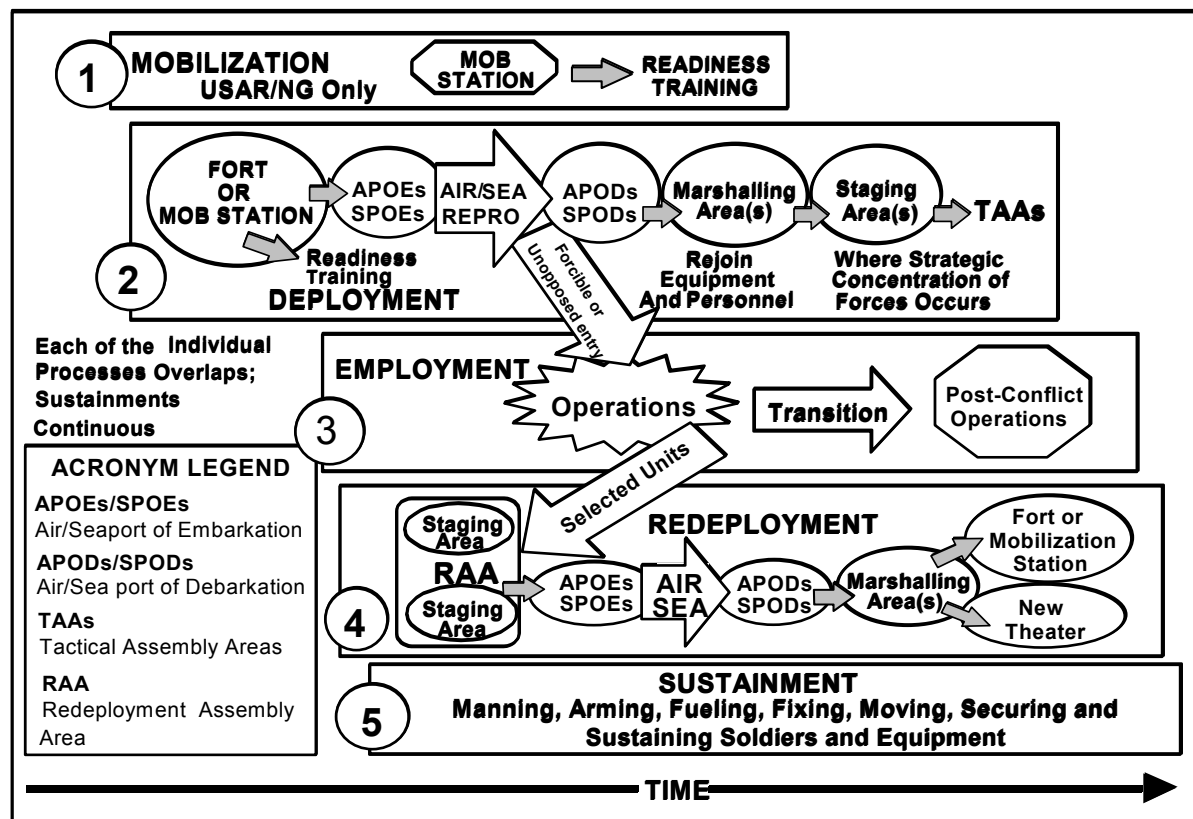 1
MOBILIZATION
USAR/NG Only
MOB
STATION
READINESS
TRAINING
2
FORT
OR
MOB STATION
APOEs
SPOEs
AIR/SEA
REPRO
APODs
SPODs
Marshalling
Area(s)
Staging
Area(s)
TAAs
Readiness
Training
DEPLOYMENT
Forcible or
Unopposed entry
Rejoin
Equipment
And Personnel
Where Strategic
Concentration of
Forces Occurs
Each of the Individual
Processes Overlaps;
Sustainments
Continuous
3
EMPLOYMENT
Operations
Transition
Post-Conflict
Operations
Selected Units
ACRONYM LEGEND
APOEs/SPOEs
Air/Seaport of Embarkation
APODs/SPODs
Air/Sea port of Debarkation
TAAs
Tactical Assembly Areas
RAA
Redeployment Assembly
Area
4
Staging
Area
RAA
Staging
Area
REDEPLOYMENT
APOEs
SPOEs
AIR
SEA
APODs
SPODs
Marshalling
Area(s)
Fort or
Mobilization
Station
New
Theater
5
SUSTAINMENT
Manning, Arming, Fueling, Fixing, Moving, Securing and
Sustaining Soldiers and Equipment
TIME